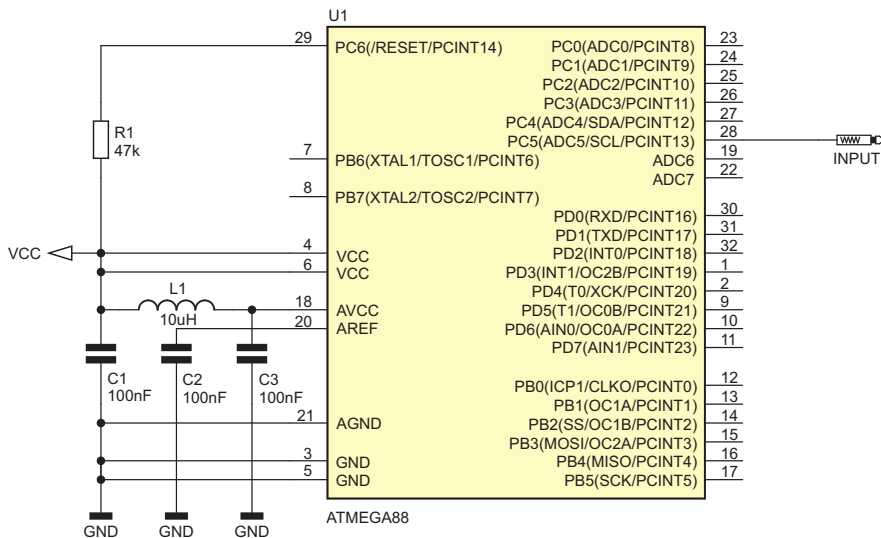 U1
29
PC6(/RESET/PCINT14)
R1
47k
7
PB6(XTAL1/TOSC1/PCINT6)
8
PB7(XTAL2/TOSC2/PCINT7)
VCC
4
VCC
6
VCC
L1
10uH
18
AVCC
20
AREF
C1
100nF
C2
100nF
C3
100nF
21
AGND
3
GND
5
GND
GND
GND
GND
PC0(ADC0/PCINT8)
23
PC1(ADC1/PCINT9)
24
PC2(ADC2/PCINT10)
25
PC3(ADC3/PCINT11)
26
PC4(ADC4/SDA/PCINT12)
27
PC5(ADC5/SCL/PCINT13)
28
INPUT
ADC6
19
ADC7
22
PD0(RXD/PCINT16)
30
PD1(TXD/PCINT17)
31
PD2(INT0/PCINT18)
32
PD3(INT1/OC2B/PCINT19)
1
PD4(T0/XCK/PCINT20)
2
PD5(T1/OC0B/PCINT21)
9
PD6(AIN0/OC0A/PCINT22)
10
PD7(AIN1/PCINT23)
11
PB0(ICP1/CLKO/PCINT0)
12
PB1(OC1A/PCINT1)
13
PB2(SS/OC1B/PCINT2)
14
PB3(MOSI/OC2A/PCINT3)
15
PB4(MISO/PCINT4)
16
PB5(SCK/PCINT5)
17
ATMEGA88